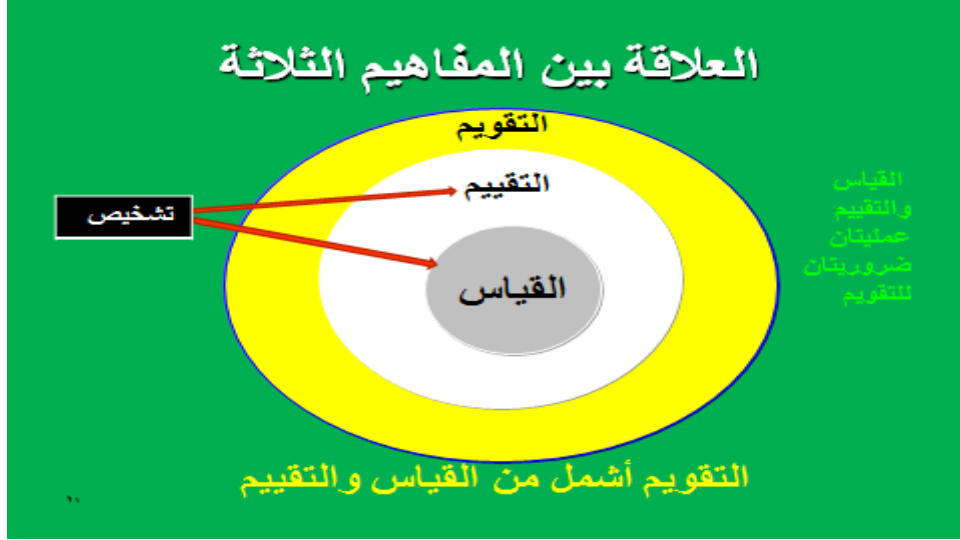 العلاقة بين المفاهيم الثلاثة
التقويم
التقييم
تشخيص
القياس
القياس
والتقييم
عمليتان
ضروريتان
للتقويم
التقويم أشمل من القياس والتقييم